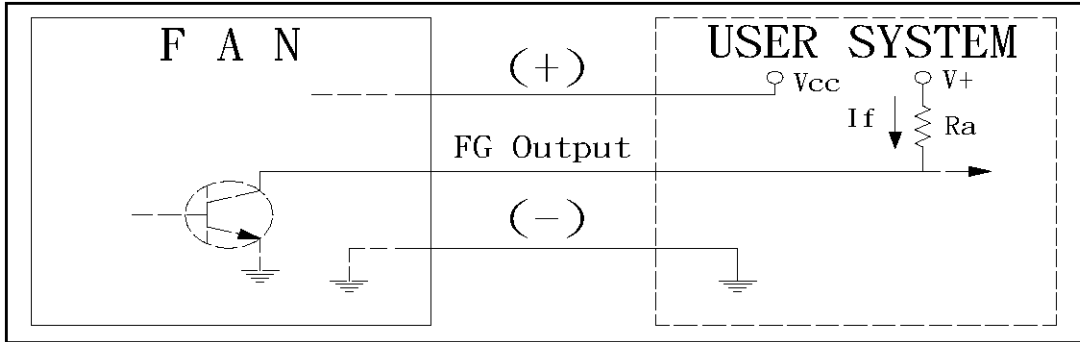 F A N
USER SYSTEM
(+)
Vcc
V+
If
Ra
FG Output
(-)